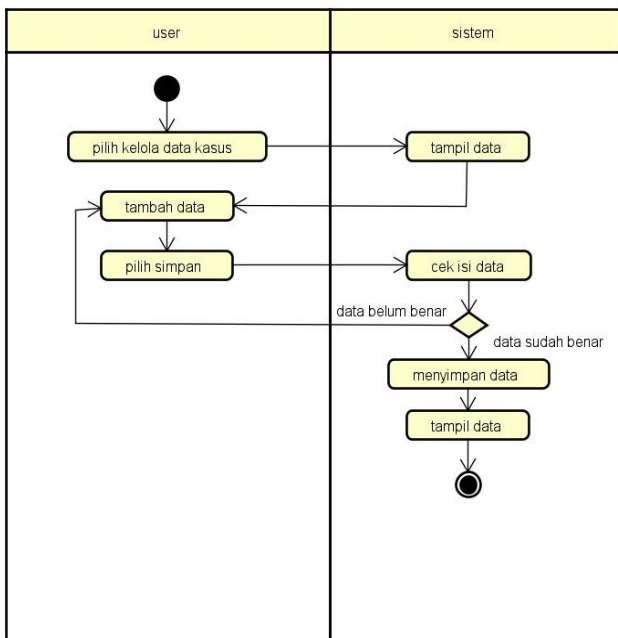 user
sistem
pilih kelola data kasus
tampil data
tambah data
pilih simpan
cek isi data
data belum benar
data sudah benar
menyimpan data
tampil data